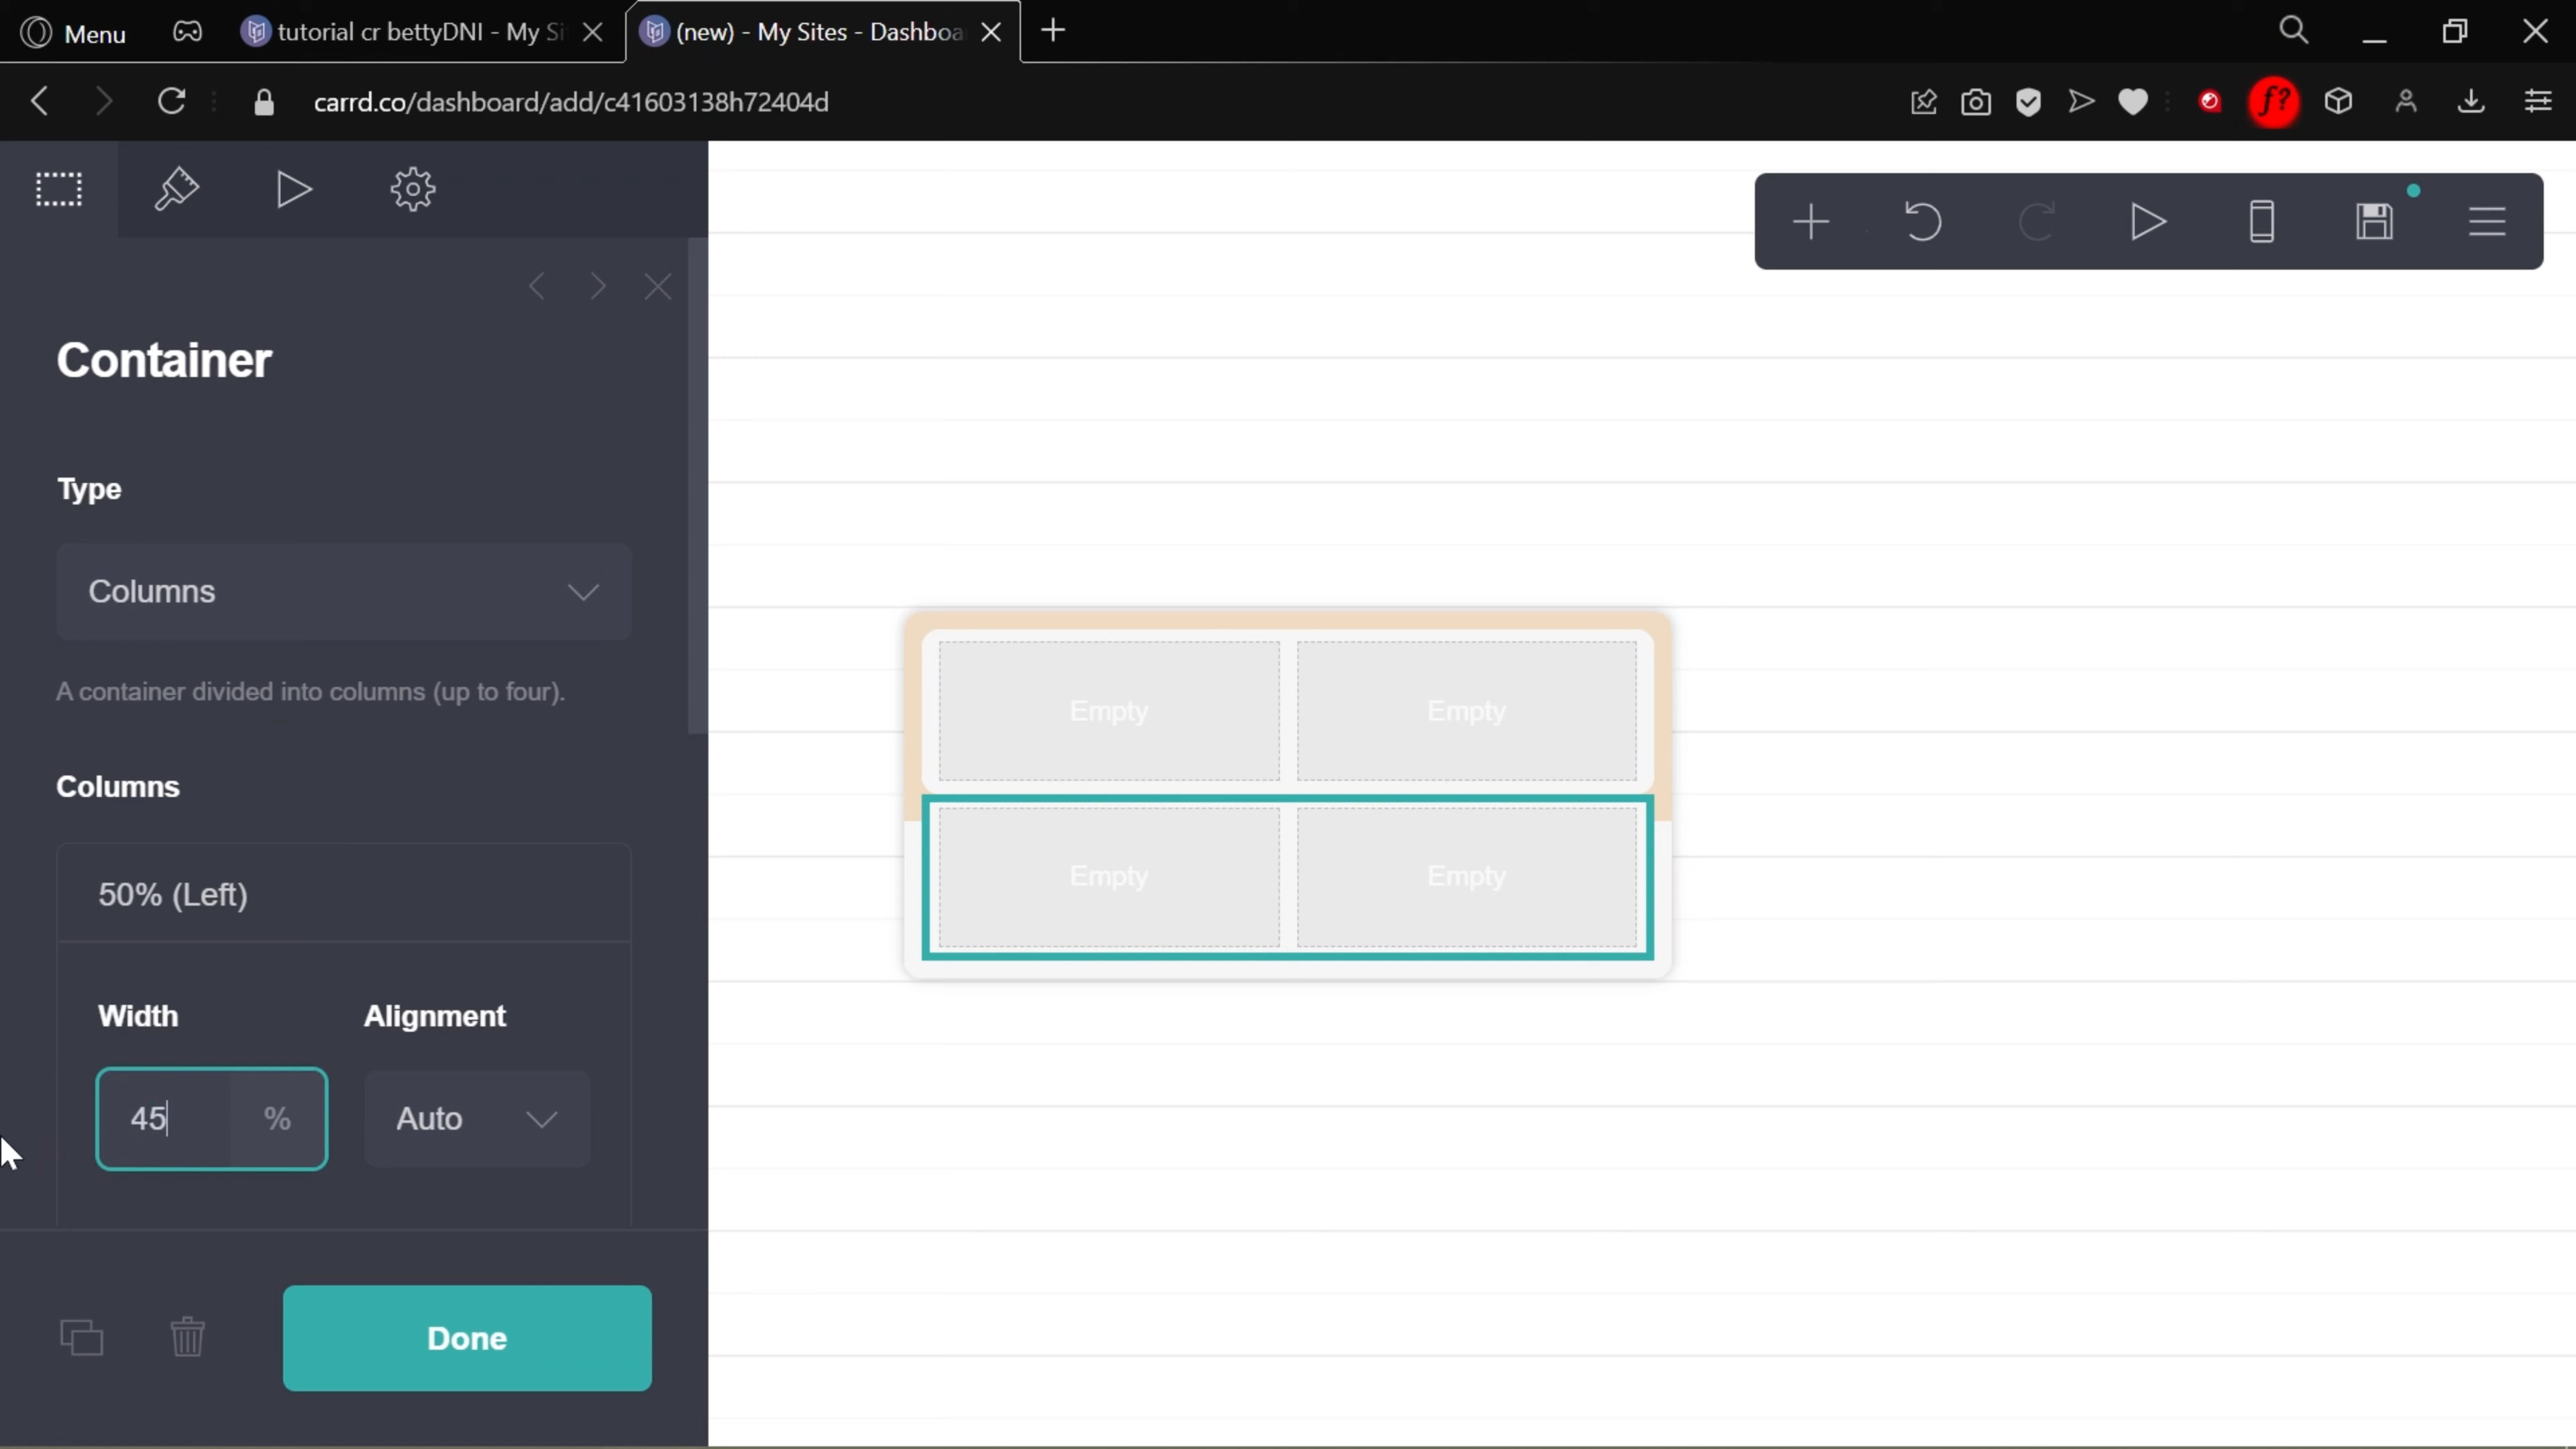 Menu
tutorial cr bettyDNI - My Si
(new) - My Sites - Dashboa
carrd.co/dashboard/add/c41603138h72404d
f?
Container
Type
Columns
A container divided into columns (up to four).
Columns
50% (Left)
Width
Alignment
45
%
Auto
Done
Empty
Empty
Empty
Empty